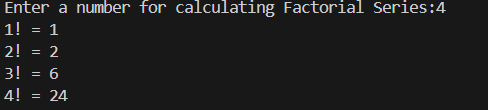 Enter a number for calculating Factorial Series:4
1! = 1
2! = 2
3! = 6
4! = 24